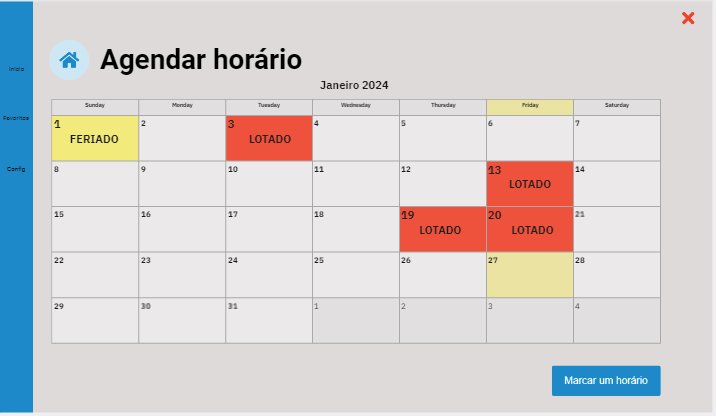 Agendar horário
Início
Favoritos
Config
Janeiro 2024
Sunday Monday Tuesday Wednesday Thursday Friday Saturday
1 2 3 4 5 6 7
FERIADO LOTADO
8 9 10 11 12 13 14
LOTADO
15 16 17 18 19 20 21
LOTADO LOTADO
22 23 24 25 26 27 28
29 30 31 1 2 3 4
Marcar um horário